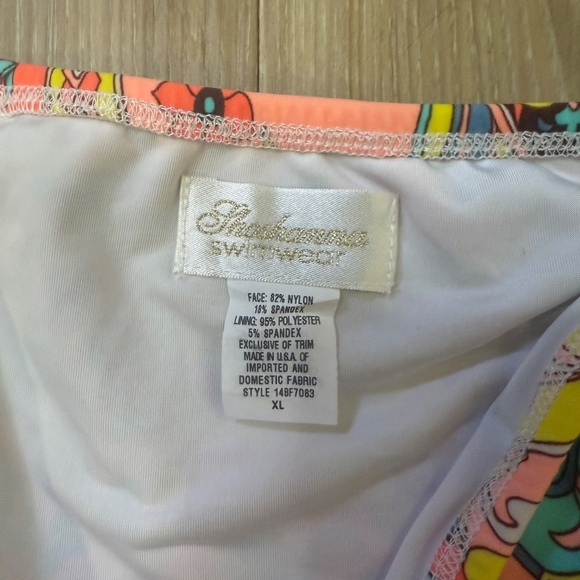 Shoshanna
swimwear
FACE: 82% NYLON
18% SPANDEX
LINING: 95% POLYESTER
5% SPANDEX
EXCLUSIVE OF TRIM
MADE IN U.S.A. OF
IMPORTED AND
DOMESTIC FABRIC
STYLE 14BF7083
XL